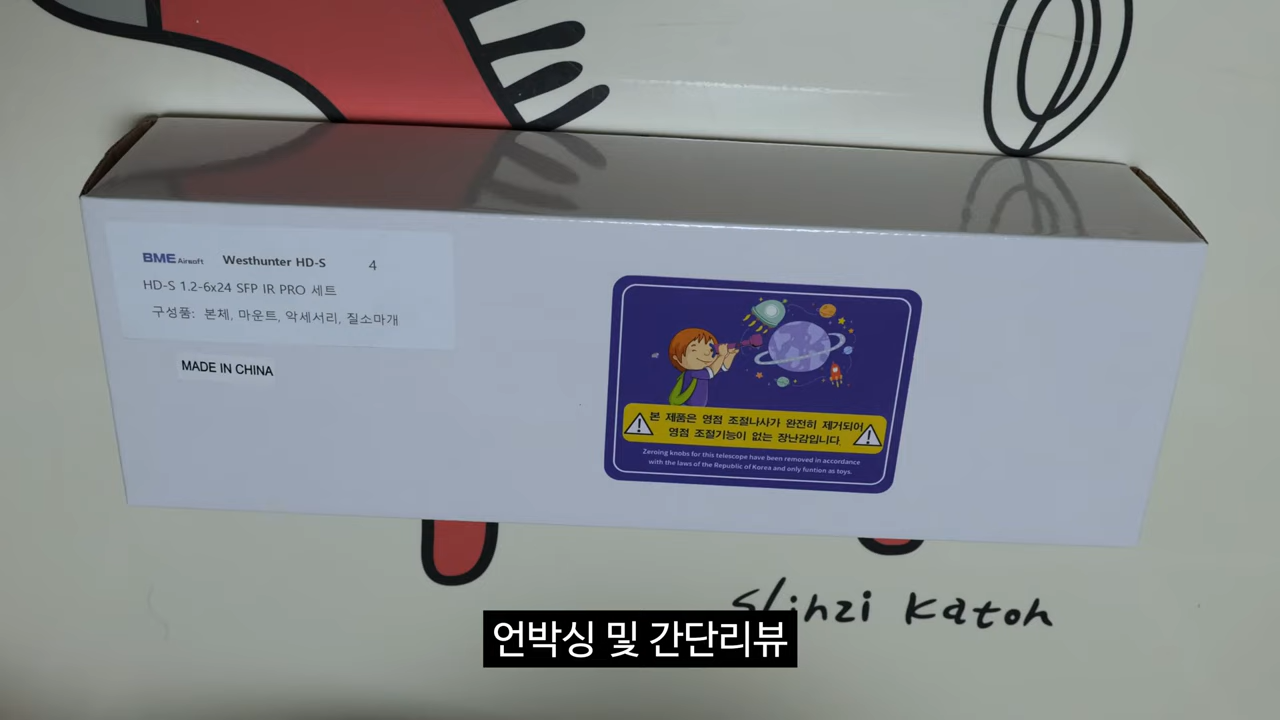 BME Airsoft Westhunter HD-S 4
HD-S 1.2-6x24 SFP IR PRO 세트
구성품: 본체, 마운트, 악세서리, 질소마개
MADE IN CHINA
본 제품은 영점 조절나사가 완전히 제거되어
영점 조절기능이 없는 장난감입니다.
Zeroing knobs for this telescope have been removed in accordance
with the laws of the Republic of Korea and only funtion as toys.
Shinzi Katoh
언박싱 및 간단리뷰